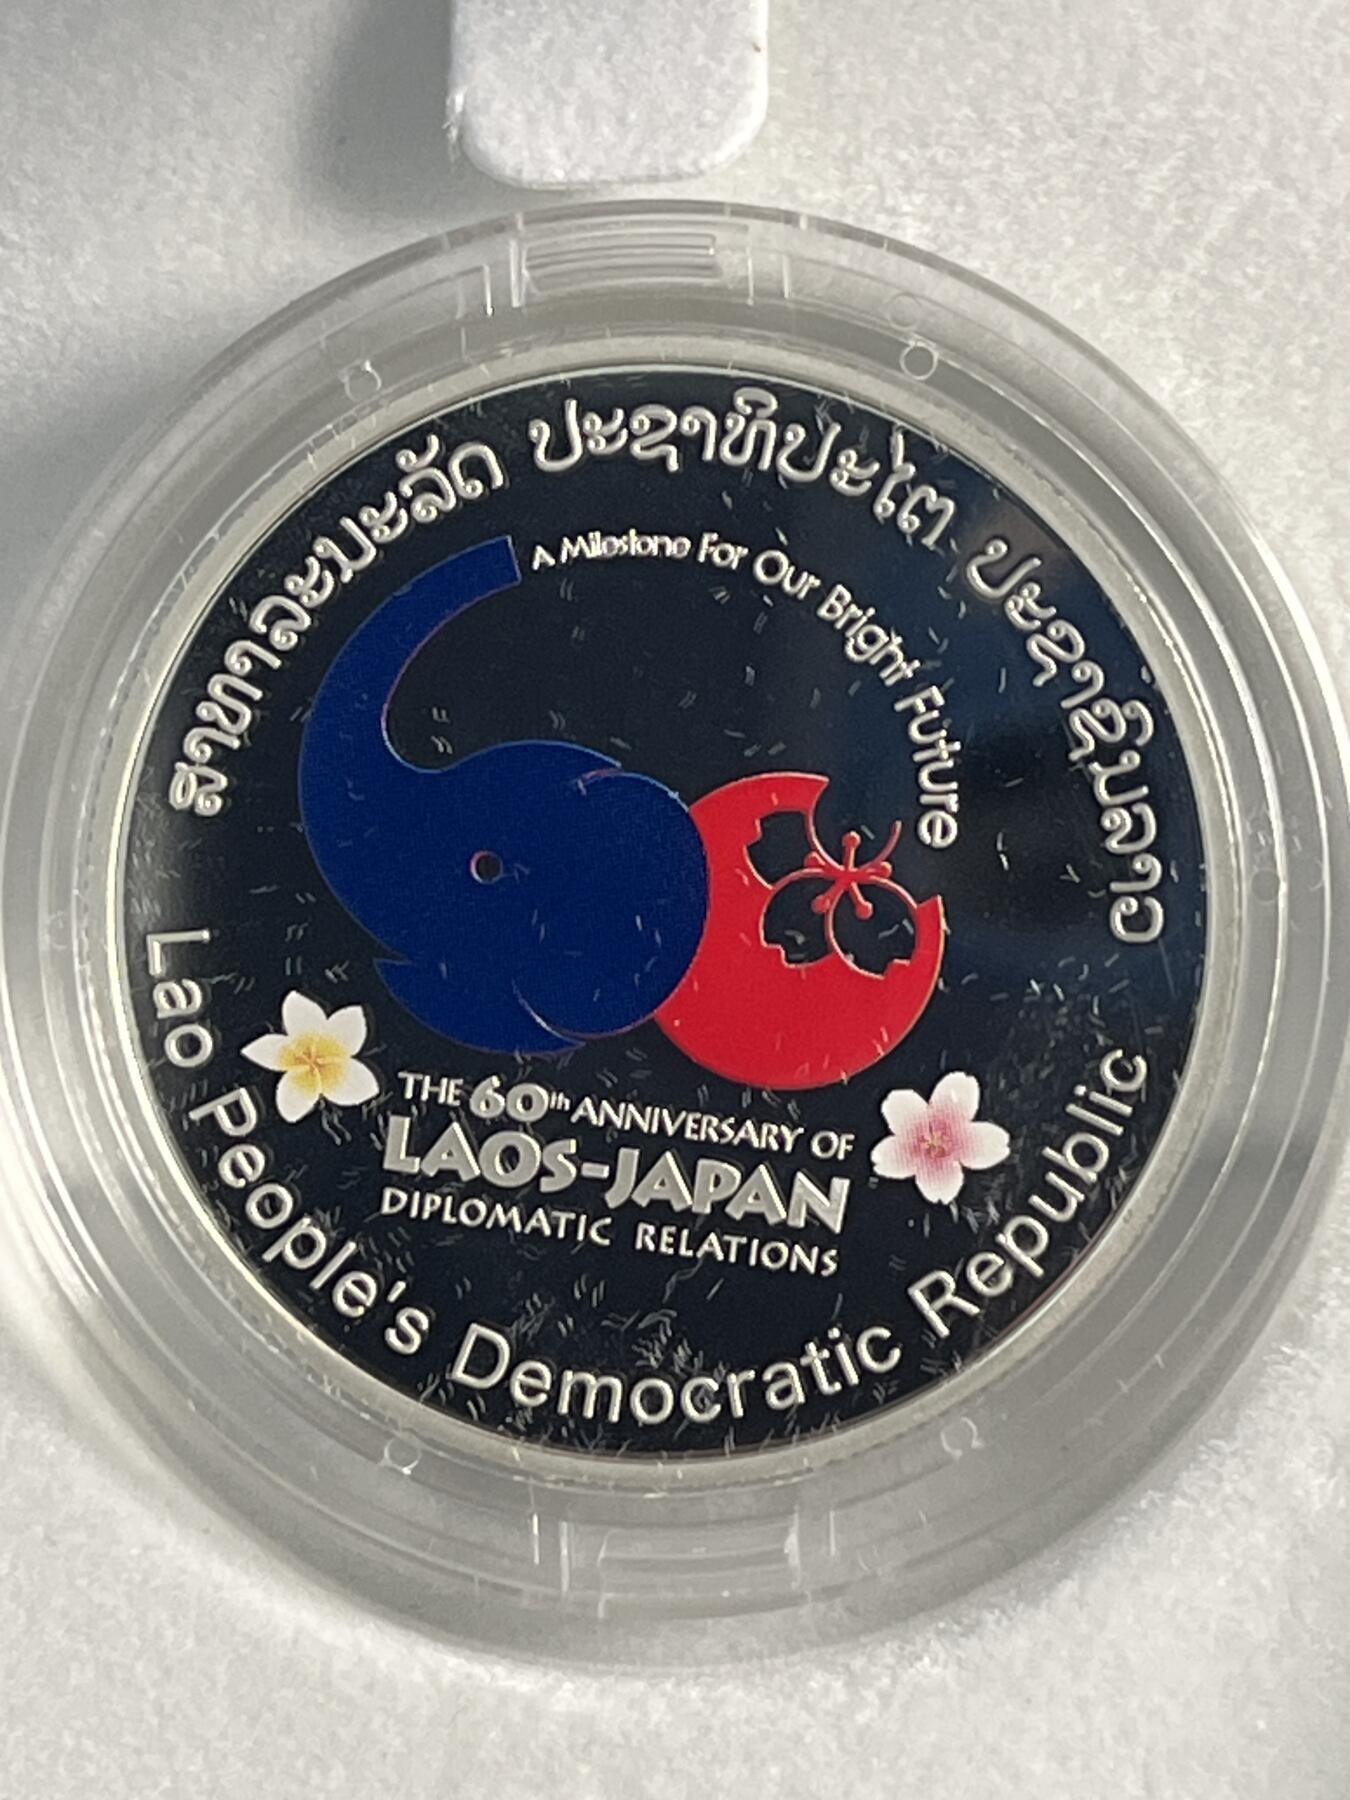 ສາທາລະນະລັດ ປະຊາທິປະໄຕ ປະຊາຊົນລາວ
A Milestone For Our Bright Future
THE 60th ANNIVERSARY OF
LAOS-JAPAN
DIPLOMATIC RELATIONS
Lao People's Democratic Republic